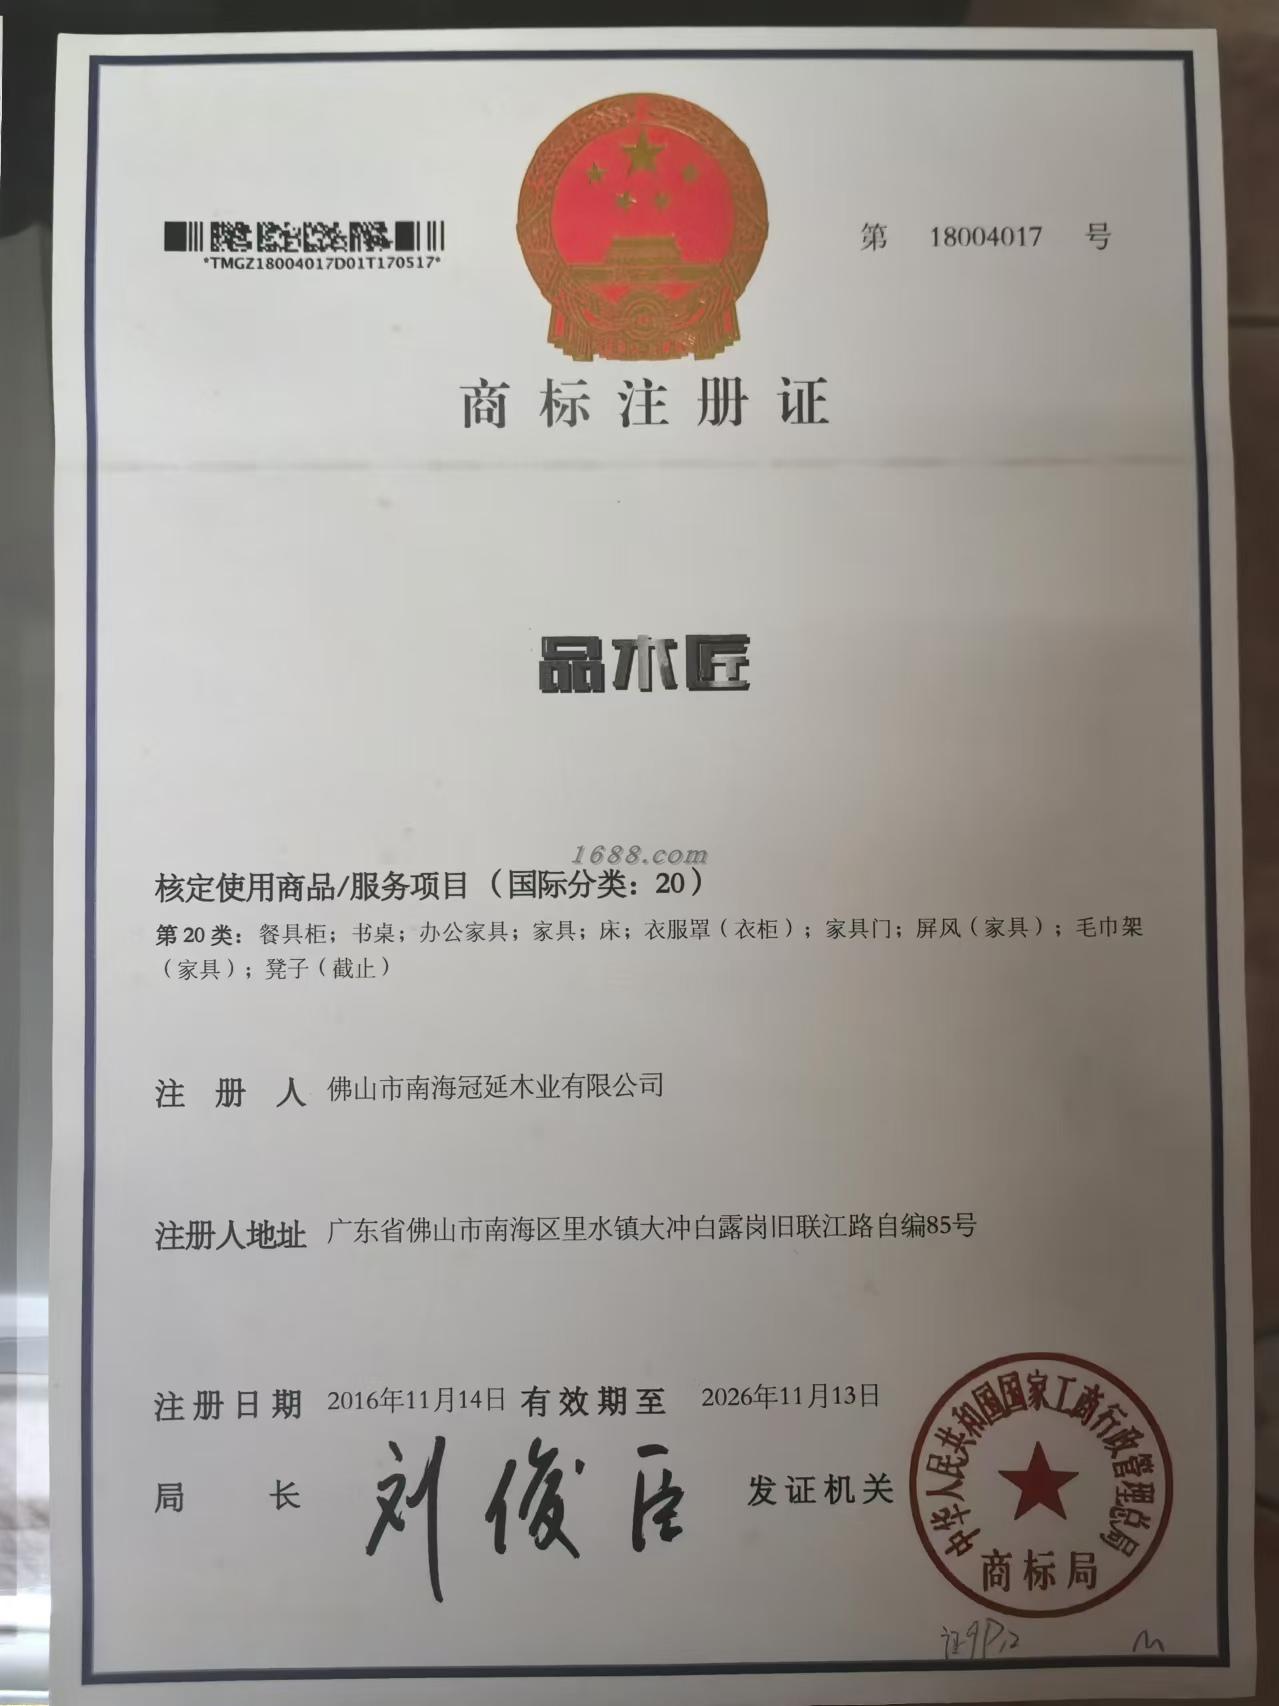 第 18004017 号
*TMGZ18004017D01T170517*
商标注册证
品木匠
1688.com
核定使用商品/服务项目（国际分类：20）
第20类：餐具柜；书桌；办公家具；家具；床；衣服罩（衣柜）；家具门；屏风（家具）；毛巾架
（家具）；凳子（截止）
注册人 佛山市南海冠延木业有限公司
注册人地址 广东省佛山市南海区里水镇大冲白露岗旧联江路自编85号
注册日期 2016年11月14日 有效期至 2026年11月13日
局长 刘俊臣 发证机关
中华人民共和国国家工商行政管理总局
商标局